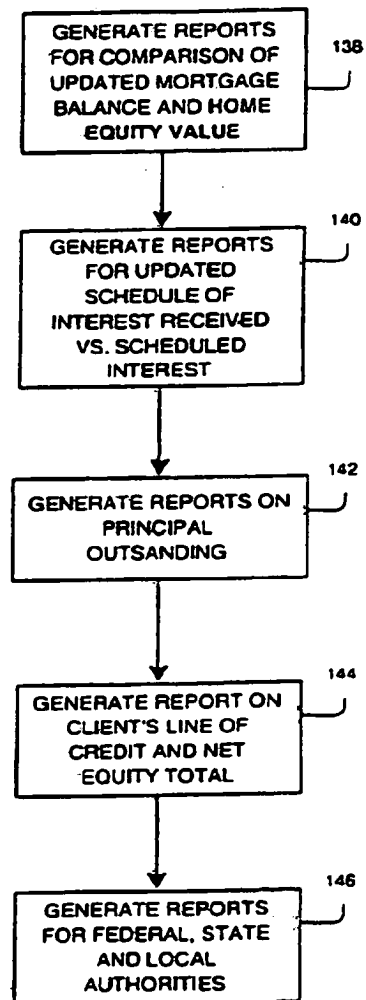 GENERATE REPORTS
FOR COMPARISON OF
UPDATED MORTGAGE
BALANCE AND HOME
EQUITY VALUE
138
GENERATE REPORTS
FOR UPDATED
SCHEDULE OF
INTEREST RECEIVED
VS. SCHEDULED
INTEREST
140
GENERATE REPORTS ON
PRINCIPAL
OUTSANDING
142
GENERATE REPORT ON
CLIENT'S LINE OF
CREDIT AND NET
EQUITY TOTAL
144
GENERATE REPORTS
FOR FEDERAL, STATE
AND LOCAL
AUTHORITIES
146